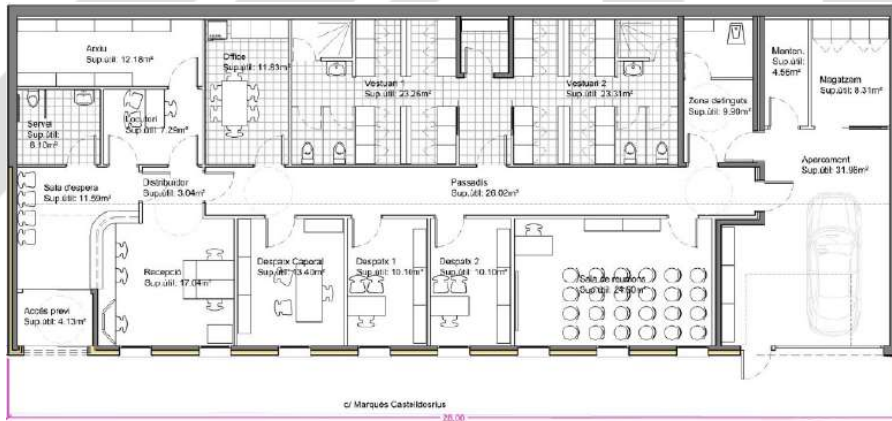 Arxiu
Sup.útil: 12.18m²
Office
Sup.útil: 11.83m²
Vestuari 1
Sup.útil: 23.26m²
Vestuari 2
Sup.útil: 23.31m²
Manten.
Sup.útil:
4.56m²
Magatzem
Sup.útil: 8.31m²
Zona detinguts
Sup.útil: 9.99m²
Servei
Sup.útil:
6.10m²
Locutori
Sup.útil: 7.29m²
Aparcament
Sup.útil: 31.98m²
Sala d'espera
Sup.útil: 11.59m²
Distribuïdor
Sup.útil: 3.04m²
Passadís
Sup.útil: 26.02m²
Recepció
Sup.útil: 17.04m²
Despatx Caporal
Sup.útil: 13.40m²
Despatx 1
Sup.útil: 10.16m²
Despatx 2
Sup.útil: 10.10m²
Sala de reunions
Sup.útil: 24.60m²
Accés previ
Sup.útil: 4.13m²
c/ Marquès Castelldosrius
28.00